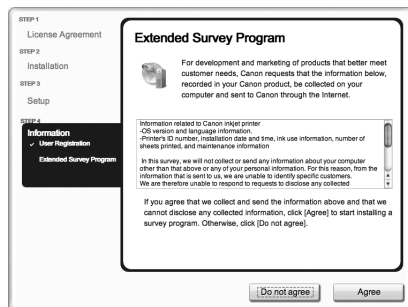 STEP 1
License Agreement
STEP 2
Installation
STEP 3
Setup
STEP 4
Information
✓ User Registration
Extended Survey Program
Extended Survey Program
For development and marketing of products that better meet
customer needs, Canon requests that the information below,
recorded in your Canon product, be collected on your
computer and sent to Canon through the Internet.
Information related to Canon inkjet printer
-OS version and language information.
-Printer's ID number, installation date and time, ink use information, number of
sheets printed, and maintenance information
In this survey, we will not collect or send any information about your computer
other than that above or any of your personal information. For this reason, from the
information that is sent to us, we are unable to identify specific customers.
We are therefore unable to respond to requests to disclose any collected
If you agree that we collect and send the information above and that we
cannot disclose any collected information, click [Agree] to start installing a
survey program. Otherwise, click [Do not agree].
Do not agree
Agree